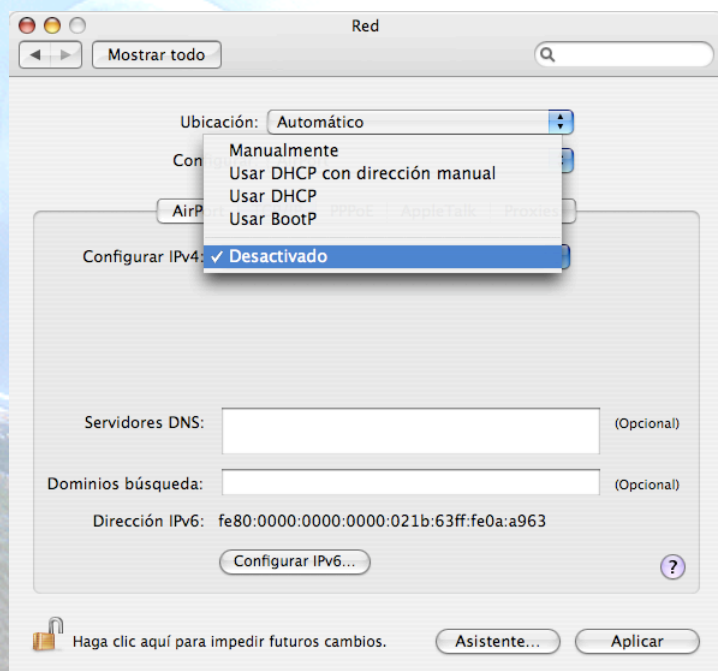 Red
Mostrar todo
Ubicación: Automático
Manualmente
Usar DHCP con dirección manual
Usar DHCP
Usar BootP
PPPoE AppleTalk Proxies
Configurar IPv4: ✓ Desactivado
Servidores DNS: (Opcional)
Dominios búsqueda: (Opcional)
Dirección IPv6: fe80:0000:0000:0000:021b:63ff:fe0a:a963
Configurar IPv6...
?
Haga clic aquí para impedir futuros cambios. Asistente... Aplicar